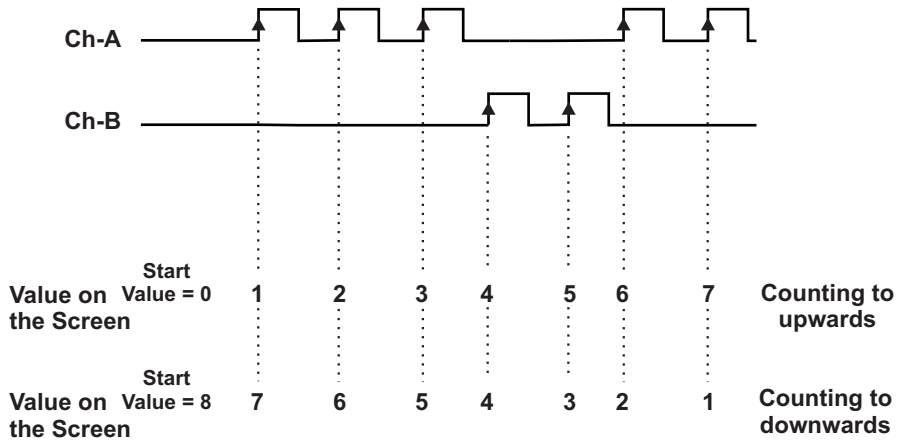 Ch-A
Ch-B
Start
Value on Value = 0 1 2 3 4 5 6 7 Counting to
the Screen upwards
Start
Value on Value = 8 7 6 5 4 3 2 1 Counting to
the Screen downwards